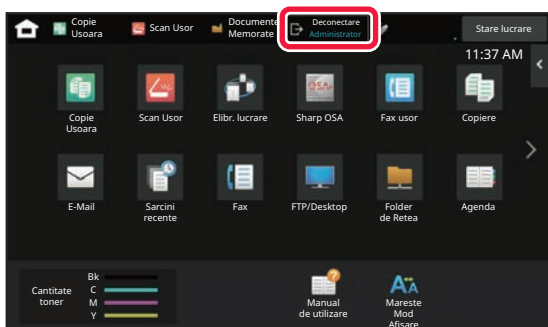 Copie
Usoara
Scan Usor
Documente
Memorate
Deconectare
Administrator
Stare lucrare
11:37 AM
Copie
Usoara
Scan Usor
Elibr. lucrare
Sharp OSA
Fax usor
Copiere
E-Mail
Sarcini
recente
Fax
FTP/Desktop
Folder
de Retea
Agenda
Cantitate
toner
Bk
C
M
Y
Manual
de utilizare
Mareste
Mod
Afisare